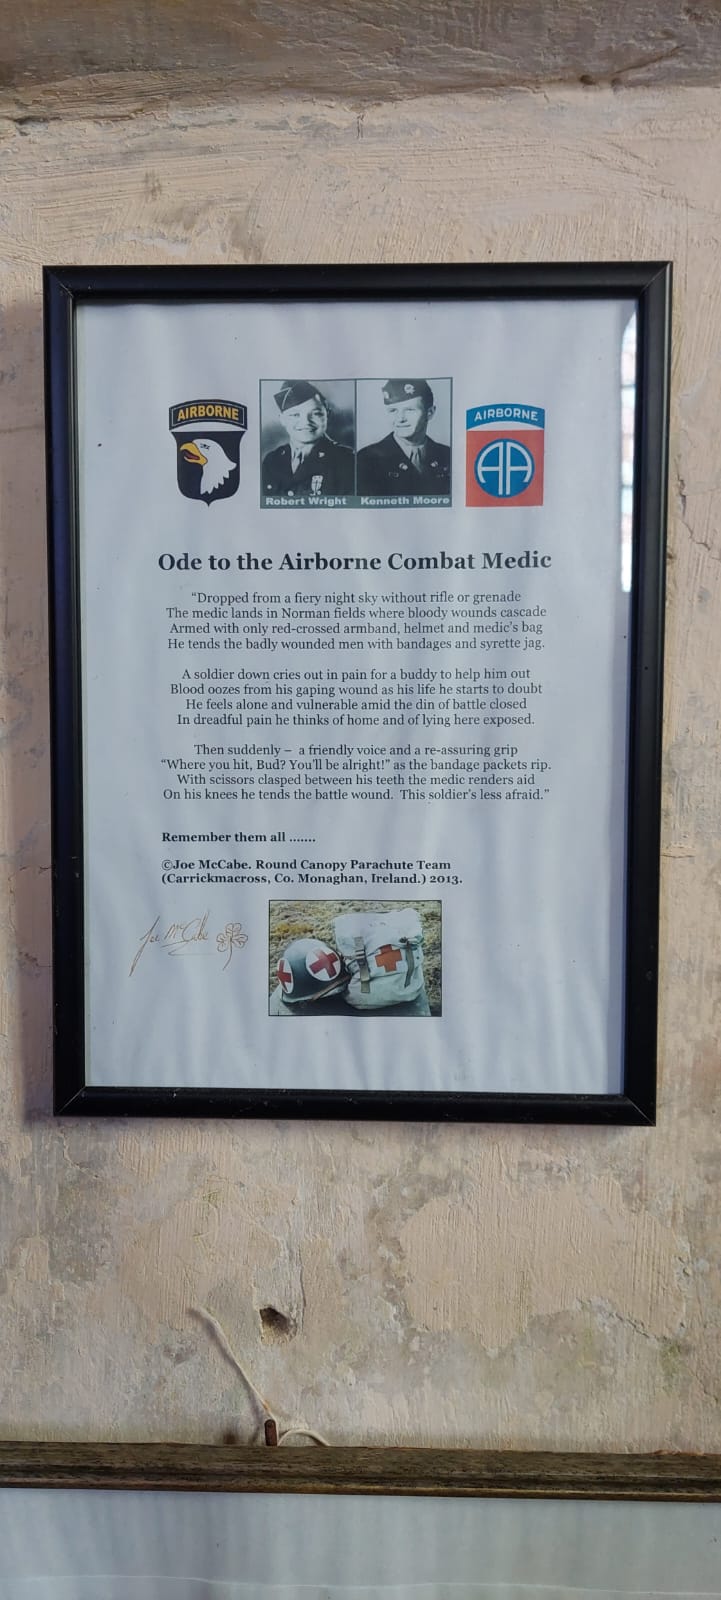 AIRBORNE
AIRBORNE
AA
Robert Wright Kenneth Moore
Ode to the Airborne Combat Medic
“Dropped from a fiery night sky without rifle or grenade
The medic lands in Norman fields where bloody wounds cascade
Armed with only red-crossed armband, helmet and medic's bag
He tends the badly wounded men with bandages and syrette jag.
A soldier down cries out in pain for a buddy to help him out
Blood oozes from his gaping wound as his life he starts to doubt
He feels alone and vulnerable amid the din of battle closed
In dreadful pain he thinks of home and of lying here exposed.
Then suddenly – a friendly voice and a re-assuring grip
“Where you hit, Bud? You'll be alright!” as the bandage packets rip.
With scissors clasped between his teeth the medic renders aid
On his knees he tends the battle wound. This soldier's less afraid.”
Remember them all .......
©Joe McCabe. Round Canopy Parachute Team
(Carrickmacross, Co. Monaghan, Ireland.) 2013.
Joe McCabe